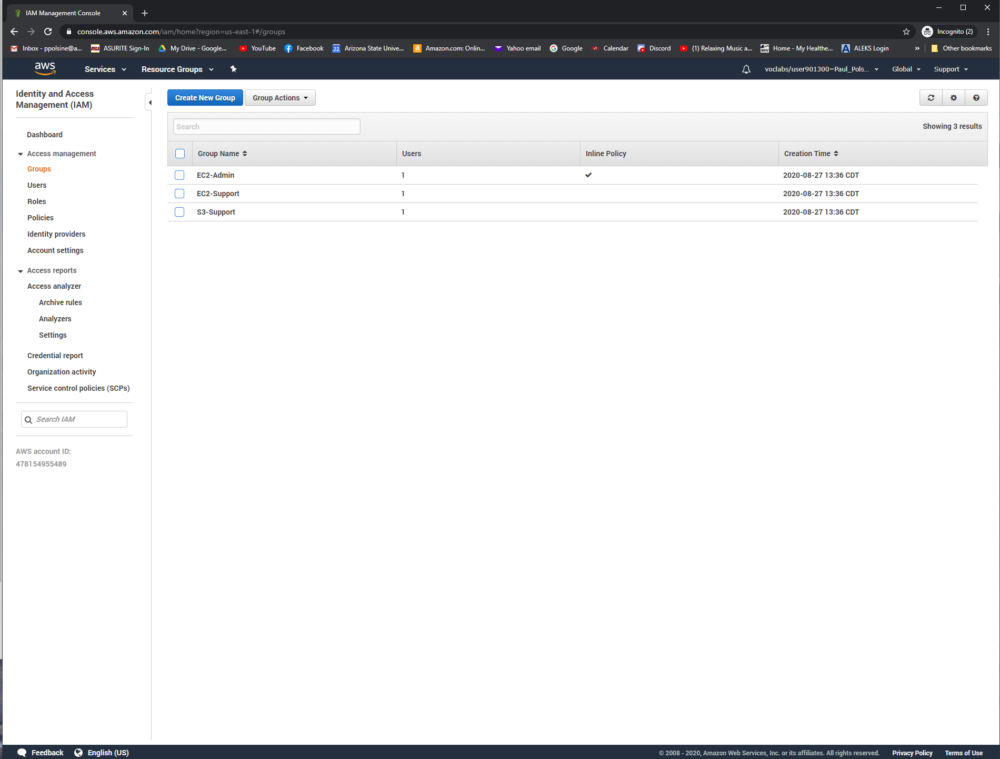 IAM Management Console
console.aws.amazon.com/iam/home?region=us-east-1#/groups
Incognito (2)
Inbox - ppolsine@a...
ASURITE Sign-In
My Drive - Google...
YouTube
Facebook
22
Arizona State Unive...
Amazon.com: Onlin...
Yahoo email
Google
Calendar
Discord
(1) Relaxing Music a...
Home - My Healthe...
ALEKS Login
»
Other bookmarks
aws
Services
Resource Groups
voclabs/user901300=Paul_Pols...
Global
Support
Identity and Access
Management (IAM)
Dashboard
Access management
Groups
Users
Roles
Policies
Identity providers
Account settings
Access reports
Access analyzer
Archive rules
Analyzers
Settings
Credential report
Organization activity
Service control policies (SCPs)
Search IAM
AWS account ID:
478154955489
Create New Group
Group Actions
Search
Showing 3 results
Group Name Users Inline Policy Creation Time
EC2-Admin 1 ✔ 2020-08-27 13:36 CDT
EC2-Support 1 2020-08-27 13:36 CDT
S3-Support 1 2020-08-27 13:36 CDT
Feedback
English (US)
© 2008 - 2020, Amazon Web Services, Inc. or its affiliates. All rights reserved.
Privacy Policy
Terms of Use